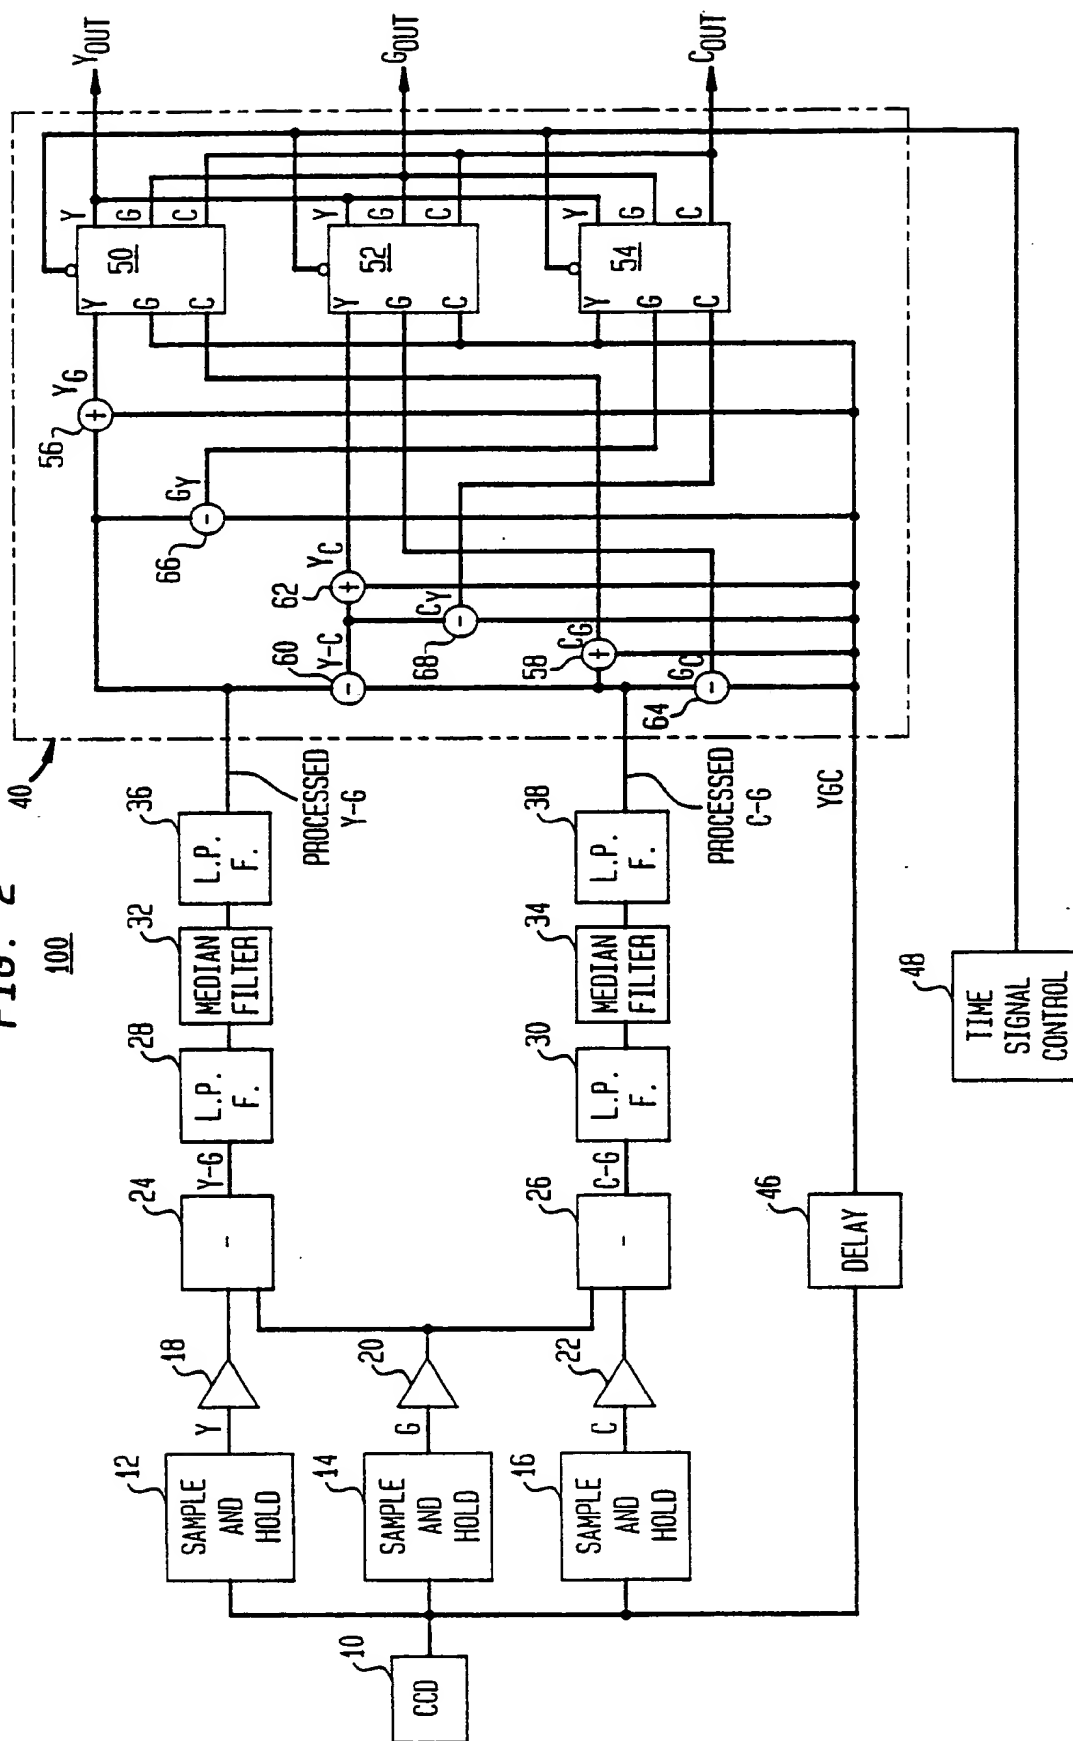 FIG. 2
100
10
CCD
12
SAMPLE
AND
HOLD
Y
18
14
SAMPLE
AND
HOLD
G
20
16
SAMPLE
AND
HOLD
C
22
24
-
Y-G
26
-
C-G
28
L.P.
F.
32
MEDIAN
FILTER
36
L.P.
F.
PROCESSED
Y-G
30
L.P.
F.
34
MEDIAN
FILTER
38
L.P.
F.
PROCESSED
C-G
46
DELAY
YGC
48
TIME
SIGNAL
CONTROL
40
60
-
Y-C
62
+
YC
68
-
CY
58
+
CG
64
-
GC
66
-
GY
56
+
YG
Y
G
C
50
Y
G
C
Y
G
C
52
Y
G
C
Y
G
C
54
Y
G
C
YOUT
GOUT
COUT